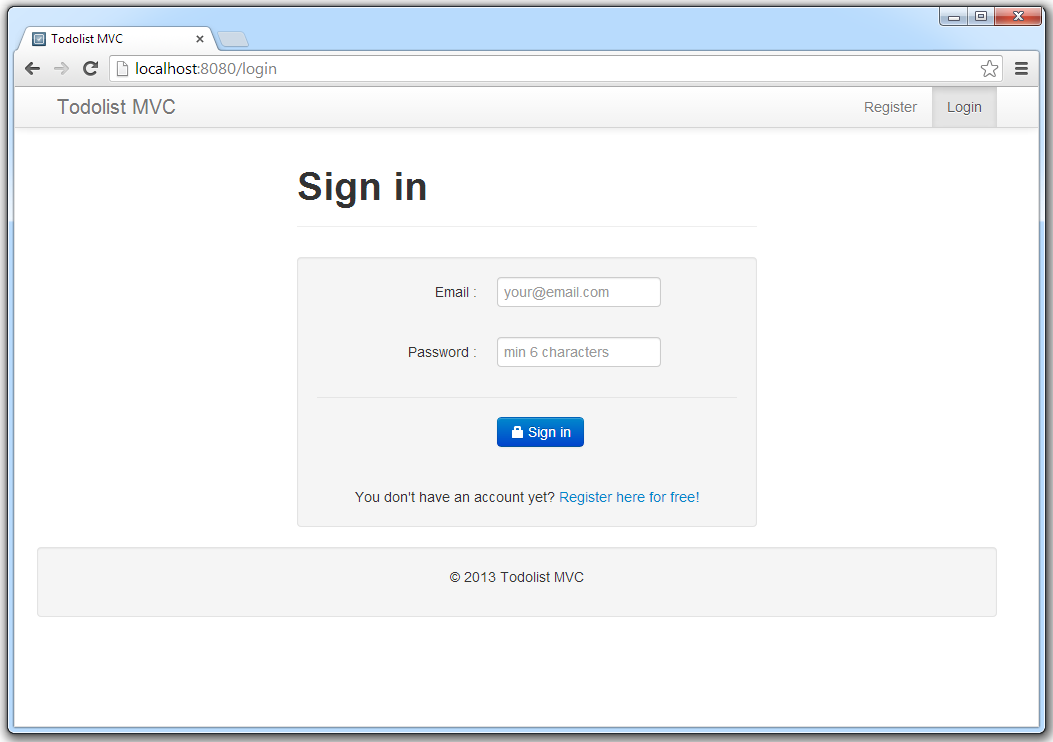 Todolist MVC
localhost:8080/login
Todolist MVC Register Login
Sign in
Email : your@email.com
Password : min 6 characters
Sign in
You don't have an account yet? Register here for free!
© 2013 Todolist MVC